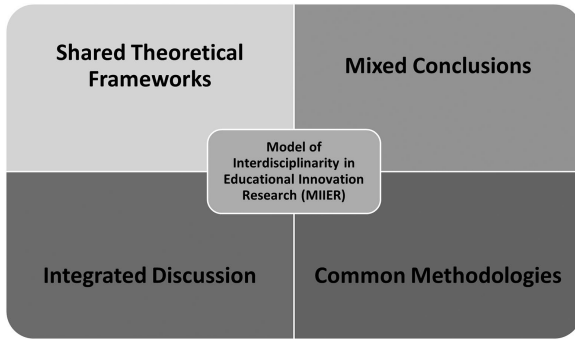 Shared Theoretical
Frameworks
Mixed Conclusions
Model of
Interdisciplinarity in
Educational Innovation
Research (MIIER)
Integrated Discussion
Common Methodologies